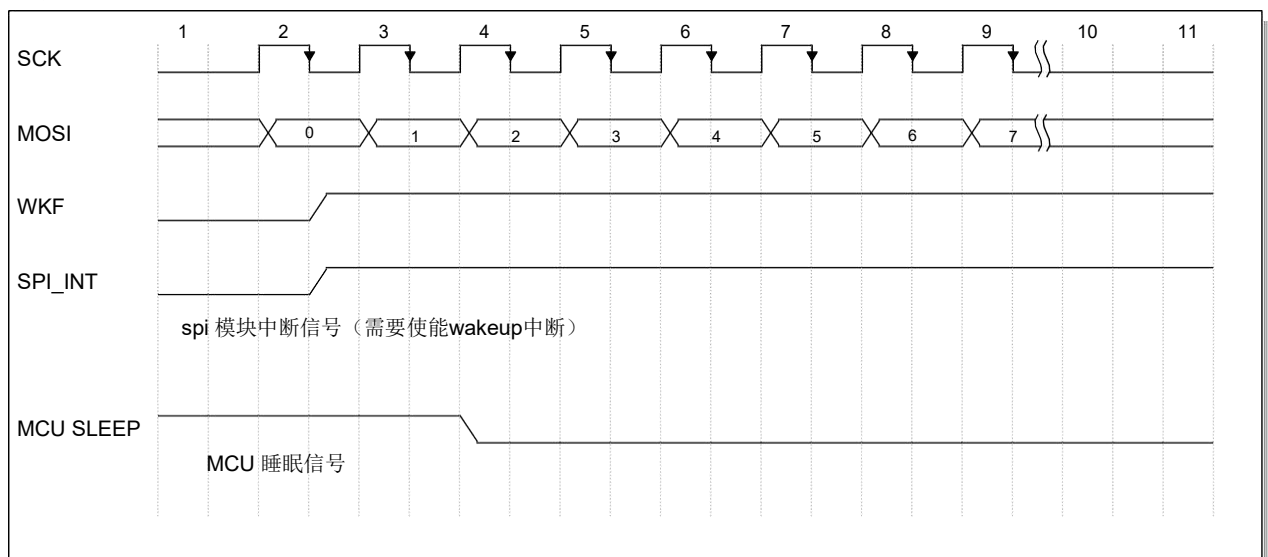 1 2 3 4 5 6 7 8 9 10 11
SCK
MOSI 0 1 2 3 4 5 6 7
WKF
SPI_INT
spi 模块中断信号（需要使能wakeup中断）
MCU SLEEP
MCU 睡眠信号